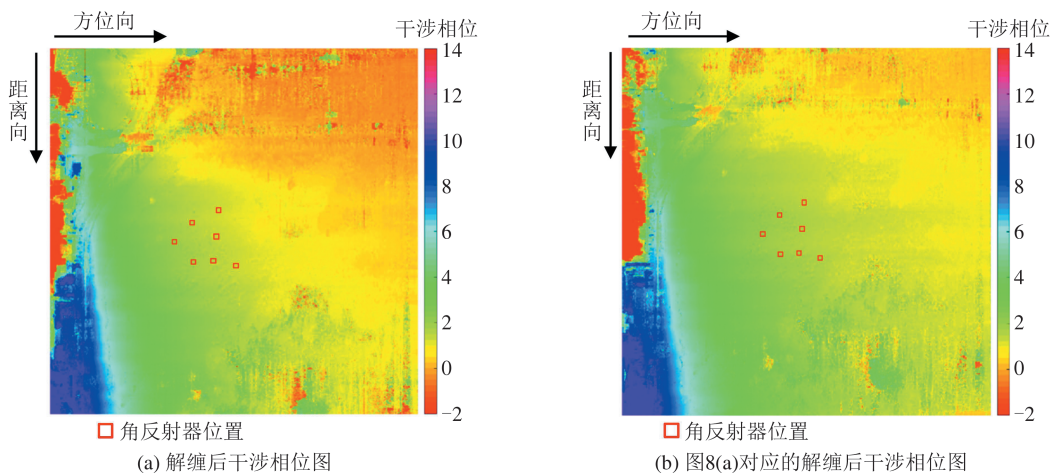 方位向
干涉相位
距离向
14
12
10
8
6
4
2
0
−2
角反射器位置
(a) 解缠后干涉相位图
方位向
干涉相位
距离向
14
12
10
8
6
4
2
0
−2
角反射器位置
(b) 图8(a)对应的解缠后干涉相位图